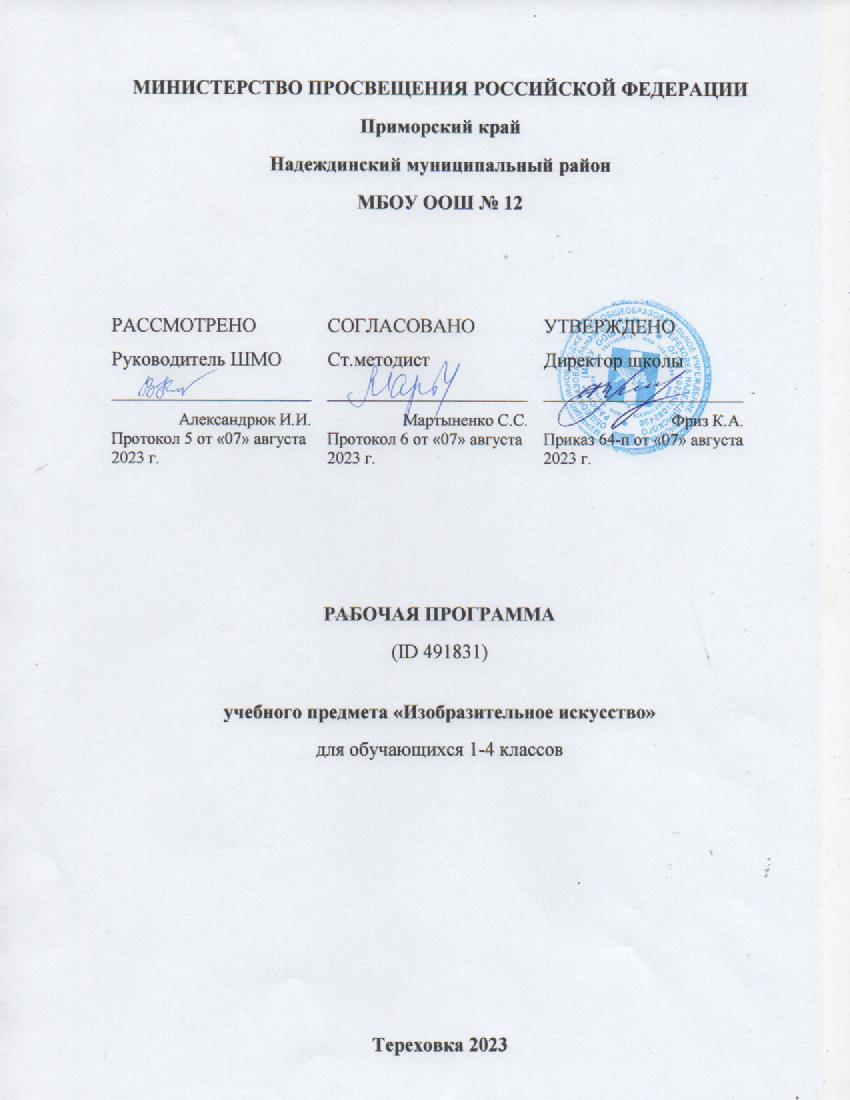 МИНИСТЕРСТВО ПРОСВЕЩЕНИЯ РОССИЙСКОЙ ФЕДЕРАЦИИ
Приморский край
Надеждинский муниципальный район
МБОУ ООШ № 12
РАССМОТРЕНО
Руководитель ШМО
Александрюк И.И.
Протокол 5 от «07» августа
2023 г.
СОГЛАСОВАНО
Ст.методист
Мартыненко С.С.
Протокол 6 от «07» августа
2023 г.
УТВЕРЖДЕНО
Директор школы
Фриз К.А.
Приказ 64-п от «07» августа
2023 г.
РАБОЧАЯ ПРОГРАММА
(ID 491831)
учебного предмета «Изобразительное искусство»
для обучающихся 1-4 классов
Тереховка 2023